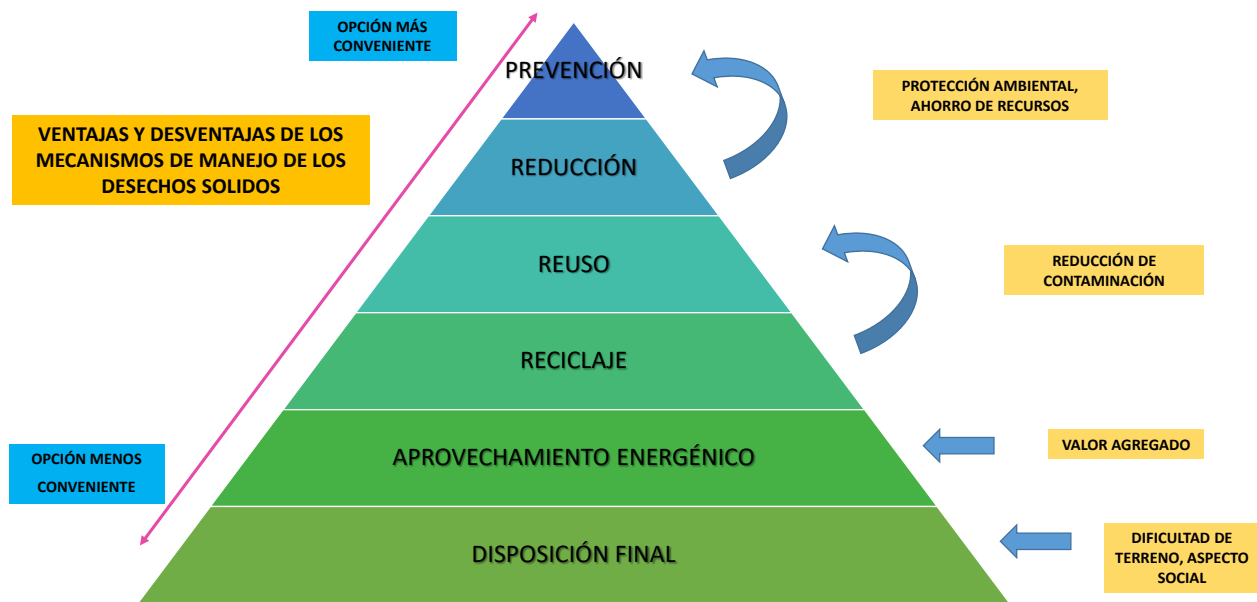 OPCIÓN MÁS
CONVENIENTE
PREVENCIÓN
PROTECCIÓN AMBIENTAL,
AHORRO DE RECURSOS
VENTAJAS Y DESVENTAJAS DE LOS
MECANISMOS DE MANEJO DE LOS
DESECHOS SOLIDOS
REDUCCIÓN
REUSO
REDUCCIÓN DE
CONTAMINACIÓN
RECICLAJE
OPCIÓN MENOS
CONVENIENTE
APROVECHAMIENTO ENERGÉNICO
VALOR AGREGADO
DISPOSICIÓN FINAL
DIFICULTAD DE
TERRENO, ASPECTO
SOCIAL